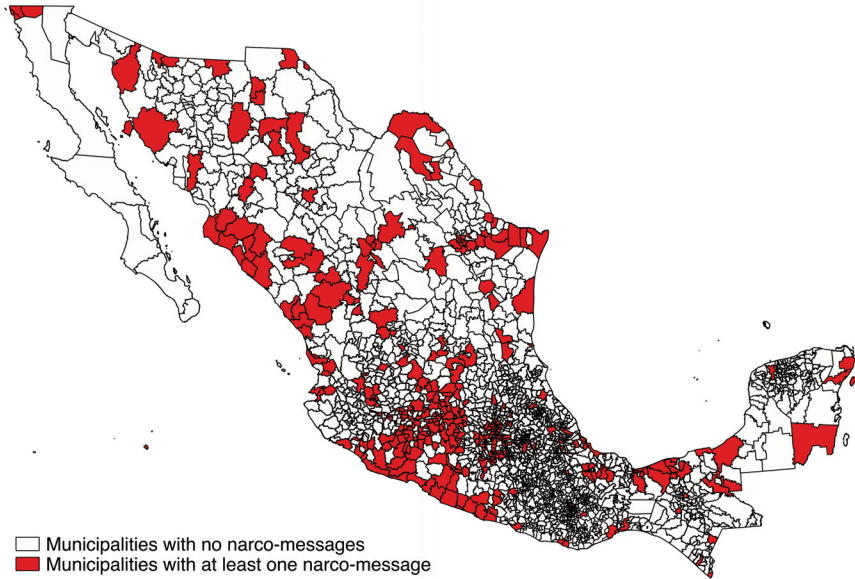 Municipalities with no narco-messages
Municipalities with at least one narco-message